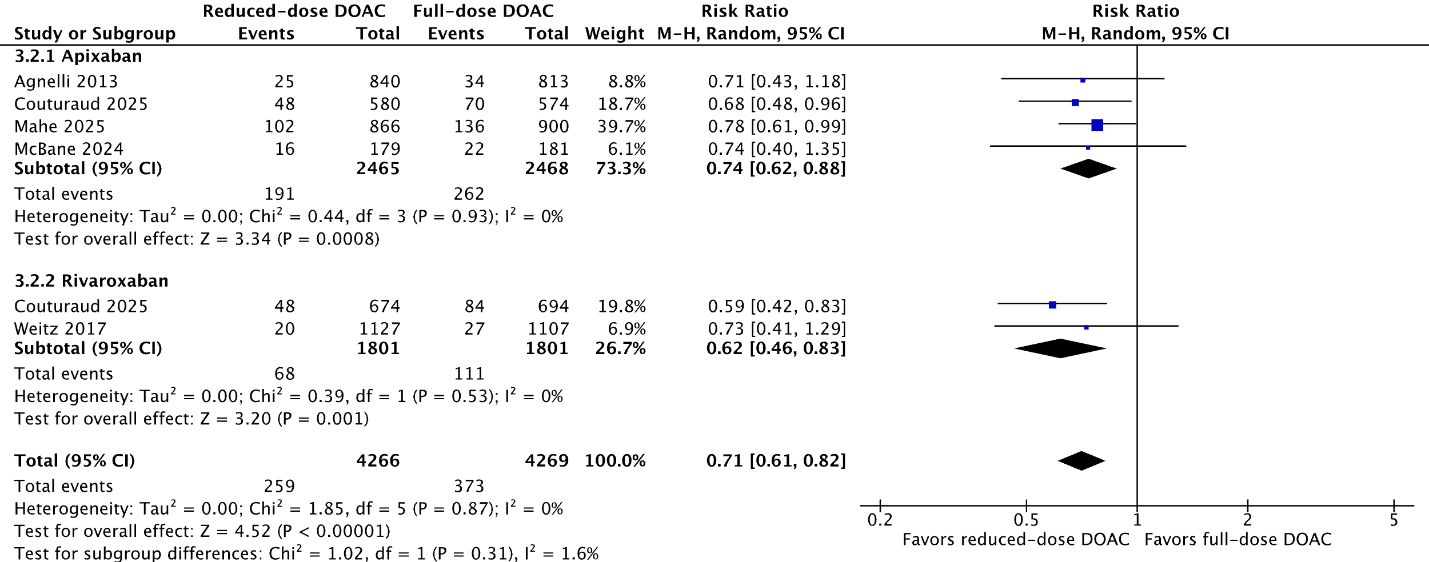 Reduced-dose DOAC Full-dose DOAC Risk Ratio Risk Ratio
Study or Subgroup Events Total Events Total Weight M-H, Random, 95% CI M-H, Random, 95% CI
3.2.1 Apixaban
Agnelli 2013 25 840 34 813 8.8% 0.71 [0.43, 1.18]
Couturaud 2025 48 580 70 574 18.7% 0.68 [0.48, 0.96]
Mahe 2025 102 866 136 900 39.7% 0.78 [0.61, 0.99]
McBane 2024 16 179 22 181 6.1% 0.74 [0.40, 1.35]
Subtotal (95% CI) 2465 2468 73.3% 0.74 [0.62, 0.88]
Total events 191 262
Heterogeneity: Tau² = 0.00; Chi² = 0.44, df = 3 (P = 0.93); I² = 0%
Test for overall effect: Z = 3.34 (P = 0.0008)
3.2.2 Rivaroxaban
Couturaud 2025 48 674 84 694 19.8% 0.59 [0.42, 0.83]
Weitz 2017 20 1127 27 1107 6.9% 0.73 [0.41, 1.29]
Subtotal (95% CI) 1801 1801 26.7% 0.62 [0.46, 0.83]
Total events 68 111
Heterogeneity: Tau² = 0.00; Chi² = 0.39, df = 1 (P = 0.53); I² = 0%
Test for overall effect: Z = 3.20 (P = 0.001)
Total (95% CI) 4266 4269 100.0% 0.71 [0.61, 0.82]
Total events 259 373
Heterogeneity: Tau² = 0.00; Chi² = 1.85, df = 5 (P = 0.87); I² = 0%
Test for overall effect: Z = 4.52 (P < 0.00001)
Test for subgroup differences: Chi² = 1.02, df = 1 (P = 0.31), I² = 1.6%
0.2 0.5 1 2 5
Favors reduced-dose DOAC Favors full-dose DOAC